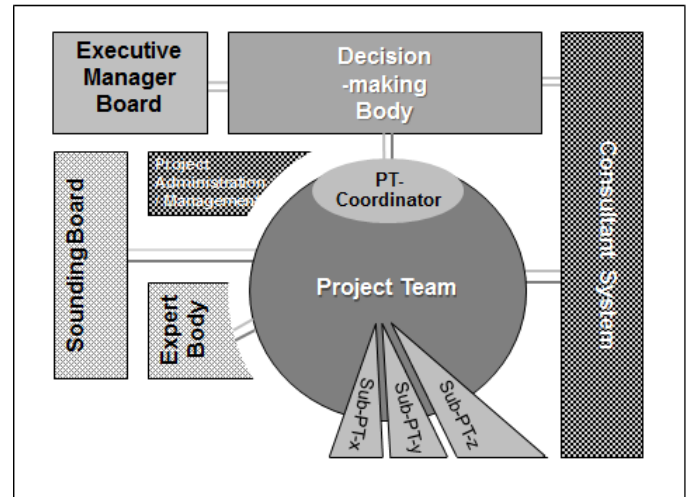 Executive
Manager
Board
Decision
-making
Body
Project
Administration
/ Management
PT-
Coordinator
Sounding Board
Project Team
Consultant System
Expert
Body
Sub-PT-x
Sub-PT-y
Sub-PT-z